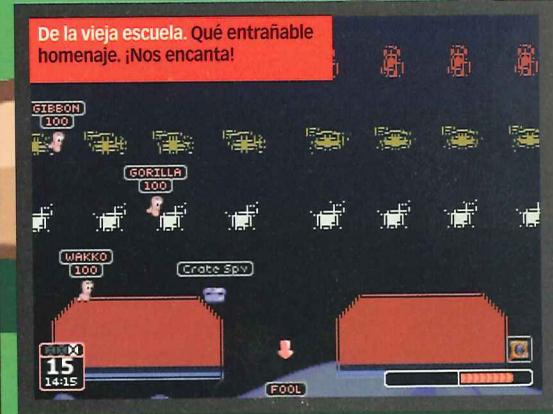 De la vieja escuela. Qué entrañable
homenaje. ¡Nos encanta!
GIBBON
100
GORILLA
100
WAKKO
100
Crate Spy
15
14:15
FOOL